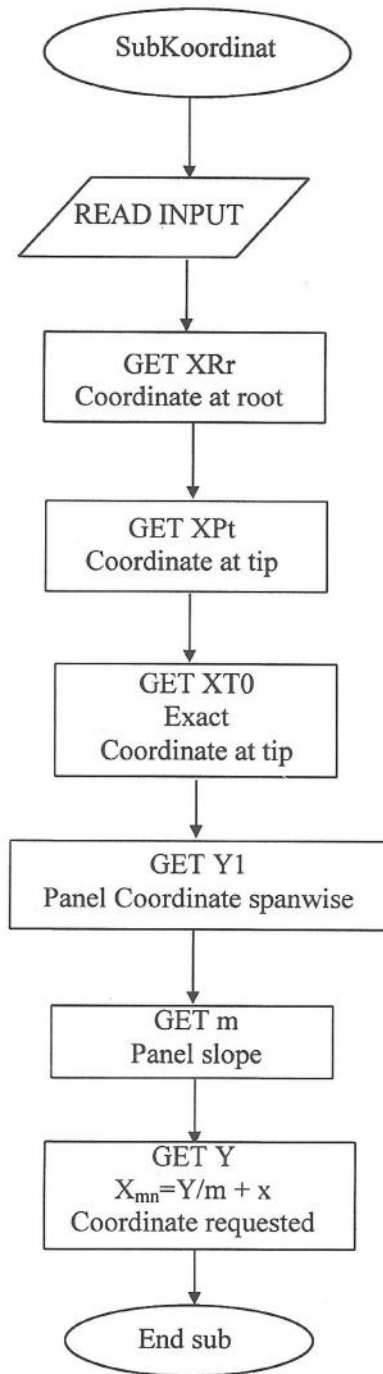 SubKoordinat
READ INPUT
GET XRr
Coordinate at root
GET XPt
Coordinate at tip
GET XT0
Exact
Coordinate at tip
GET Y1
Panel Coordinate spanwise
GET m
Panel slope
GET Y
Xₘₙ=Y/m + x
Coordinate requested
End sub